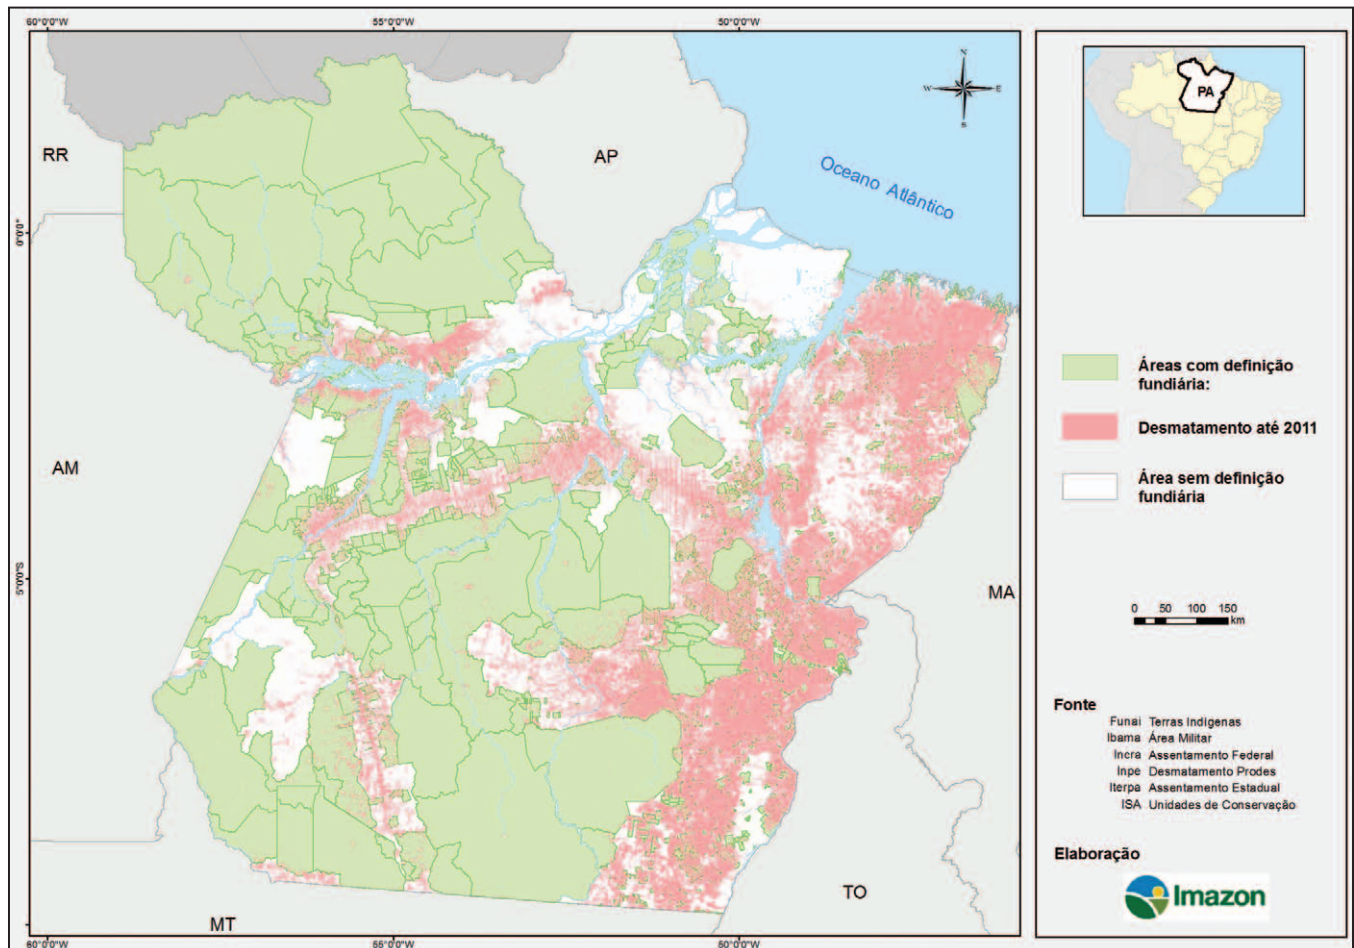 60°0'0"W
55°0'0"W
50°0'0"W
RR
AP
Oceano Atlântico
0°0'0"
AM
5°0'0"S
MA
MT
TO
60°0'0"W
55°0'0"W
50°0'0"W
N
W
E
S
PA
Áreas com definição
fundiária:
Desmatamento até 2011
Área sem definição
fundiária
0 50 100 150
km
Fonte
Funai Terras Indígenas
Ibama Área Militar
Incra Assentamento Federal
Inpe Desmatamento Prodes
Iterpa Assentamento Estadual
ISA Unidades de Conservação
Elaboração
Imazon